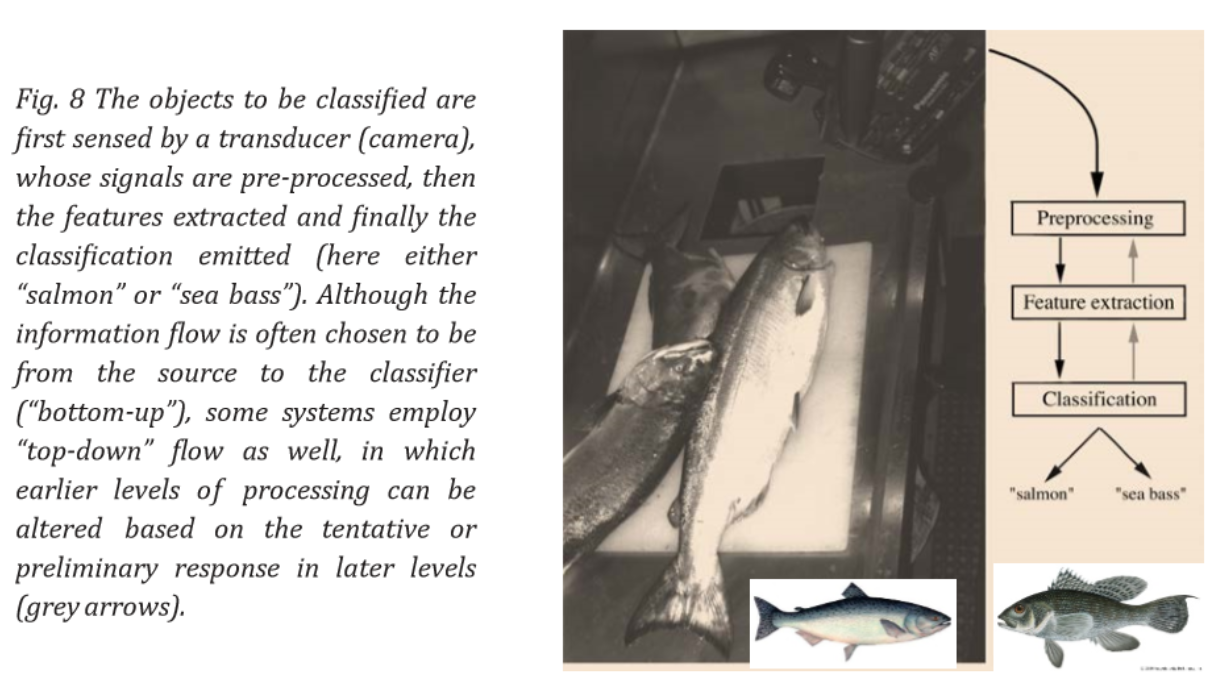 Fig. 8 The objects to be classified are
first sensed by a transducer (camera),
whose signals are pre-processed, then
the features extracted and finally the
classification emitted (here either
“salmon” or “sea bass”). Although the
information flow is often chosen to be
from the source to the classifier
(“bottom-up”), some systems employ
“top-down” flow as well, in which
earlier levels of processing can be
altered based on the tentative or
preliminary response in later levels
(grey arrows).
Panasonic
Preprocessing
Feature extraction
Classification
"salmon"
"sea bass"